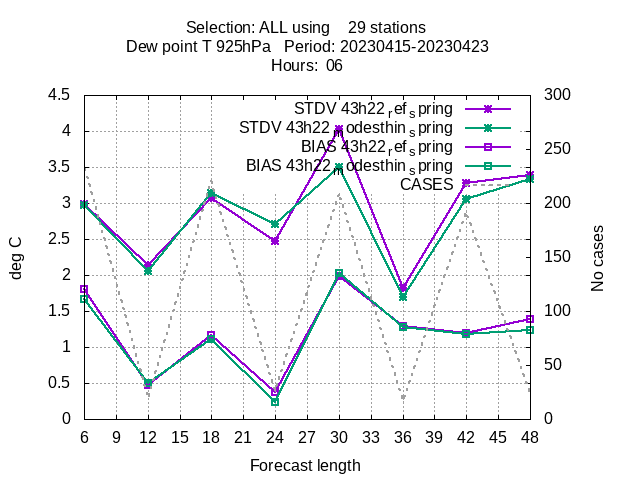 Selection: ALL using    29 stations
Dew point T 925hPa   Period: 20230415-20230423
Hours:  06
4.5
4
3.5
3
2.5
2
1.5
1
0.5
0
300
250
200
150
100
50
0
deg C
No cases
STDV 43h22_ref_spring
STDV 43h22_modesthin_spring
BIAS 43h22_ref_spring
BIAS 43h22_modesthin_spring
CASES
6 9 12 15 18 21 24 27 30 33 36 39 42 45 48
Forecast length